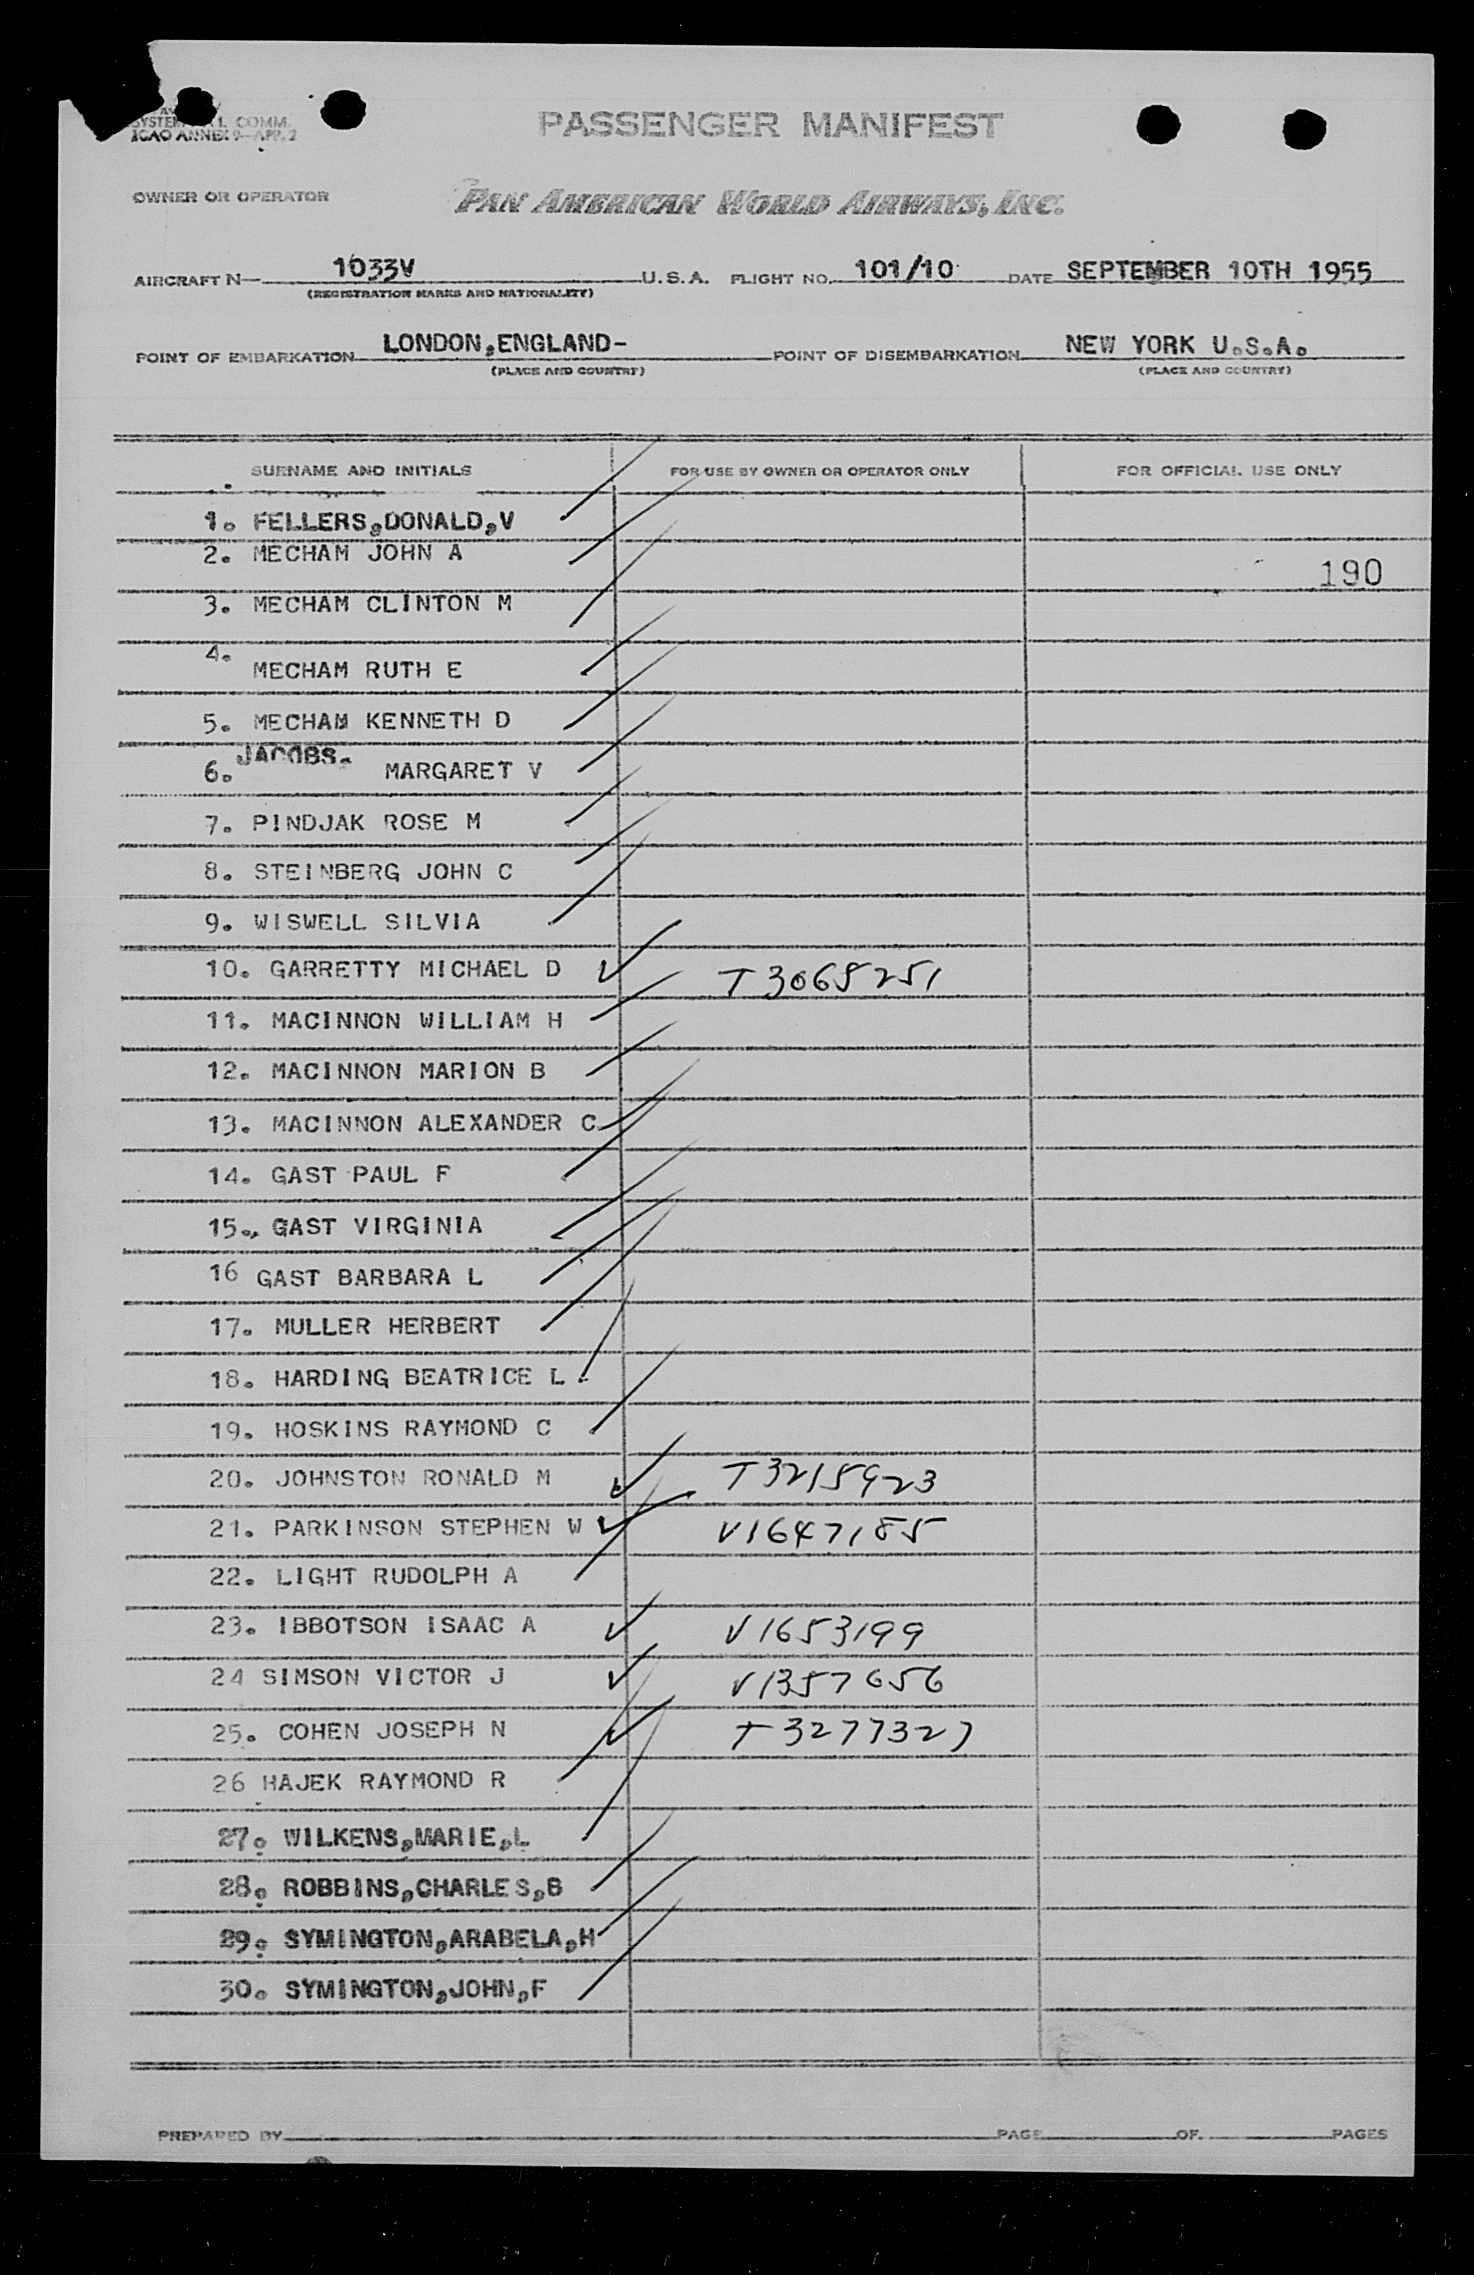 SYSTEM COMM.
ICAO ANNEX 9-APP. 2
PASSENGER MANIFEST
OWNER OR OPERATOR PAN AMERICAN WORLD AIRWAYS, INC.
AIRCRAFT N- 1033V U.S.A. FLIGHT NO. 101/10 DATE SEPTEMBER 10TH 1955
(REGISTRATION MARKS AND NATIONALITY)
POINT OF EMBARKATION LONDON,ENGLAND- POINT OF DISEMBARKATION NEW YORK U.S.A.
(PLACE AND COUNTRY) (PLACE AND COUNTRY)
SURNAME AND INITIALS FOR USE BY OWNER OR OPERATOR ONLY FOR OFFICIAL USE ONLY
1. FELLERS,DONALD,V
2. MECHAM JOHN A
190
3. MECHAM CLINTON M
4. MECHAM RUTH E
5. MECHAM KENNETH D
6. JACOBS. MARGARET V
7. PINDJAK ROSE M
8. STEINBERG JOHN C
9. WISWELL SILVIA
10. GARRETTY MICHAEL D T3065251
11. MACINNON WILLIAM H
12. MACINNON MARION B
13. MACINNON ALEXANDER C
14. GAST PAUL F
15., GAST VIRGINIA
16 GAST BARBARA L
17. MULLER HERBERT
18. HARDING BEATRICE L
19. HOSKINS RAYMOND C
20. JOHNSTON RONALD M T3215923
21. PARKINSON STEPHEN W V1647185
22. LIGHT RUDOLPH A
23. IBBOTSON ISAAC A V1653199
24 SIMSON VICTOR J V1357656
25. COHEN JOSEPH N T3277327
26 HAJEK RAYMOND R
27. WILKENS,MARIE,L
28. ROBBINS,CHARLES,B
29. SYMINGTON,ARABELA,H
30. SYMINGTON,JOHN,F
PREPARED BY PAGE OF PAGES